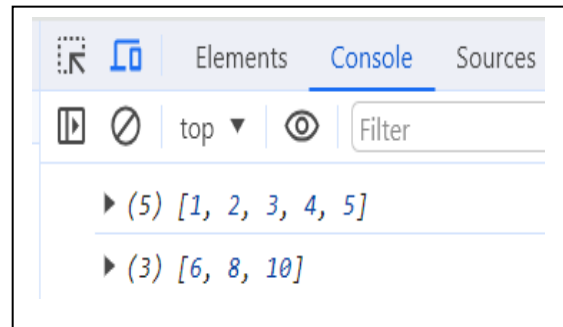 Elements Console Sources
top ▼ Filter
▶ (5) [1, 2, 3, 4, 5]
▶ (3) [6, 8, 10]